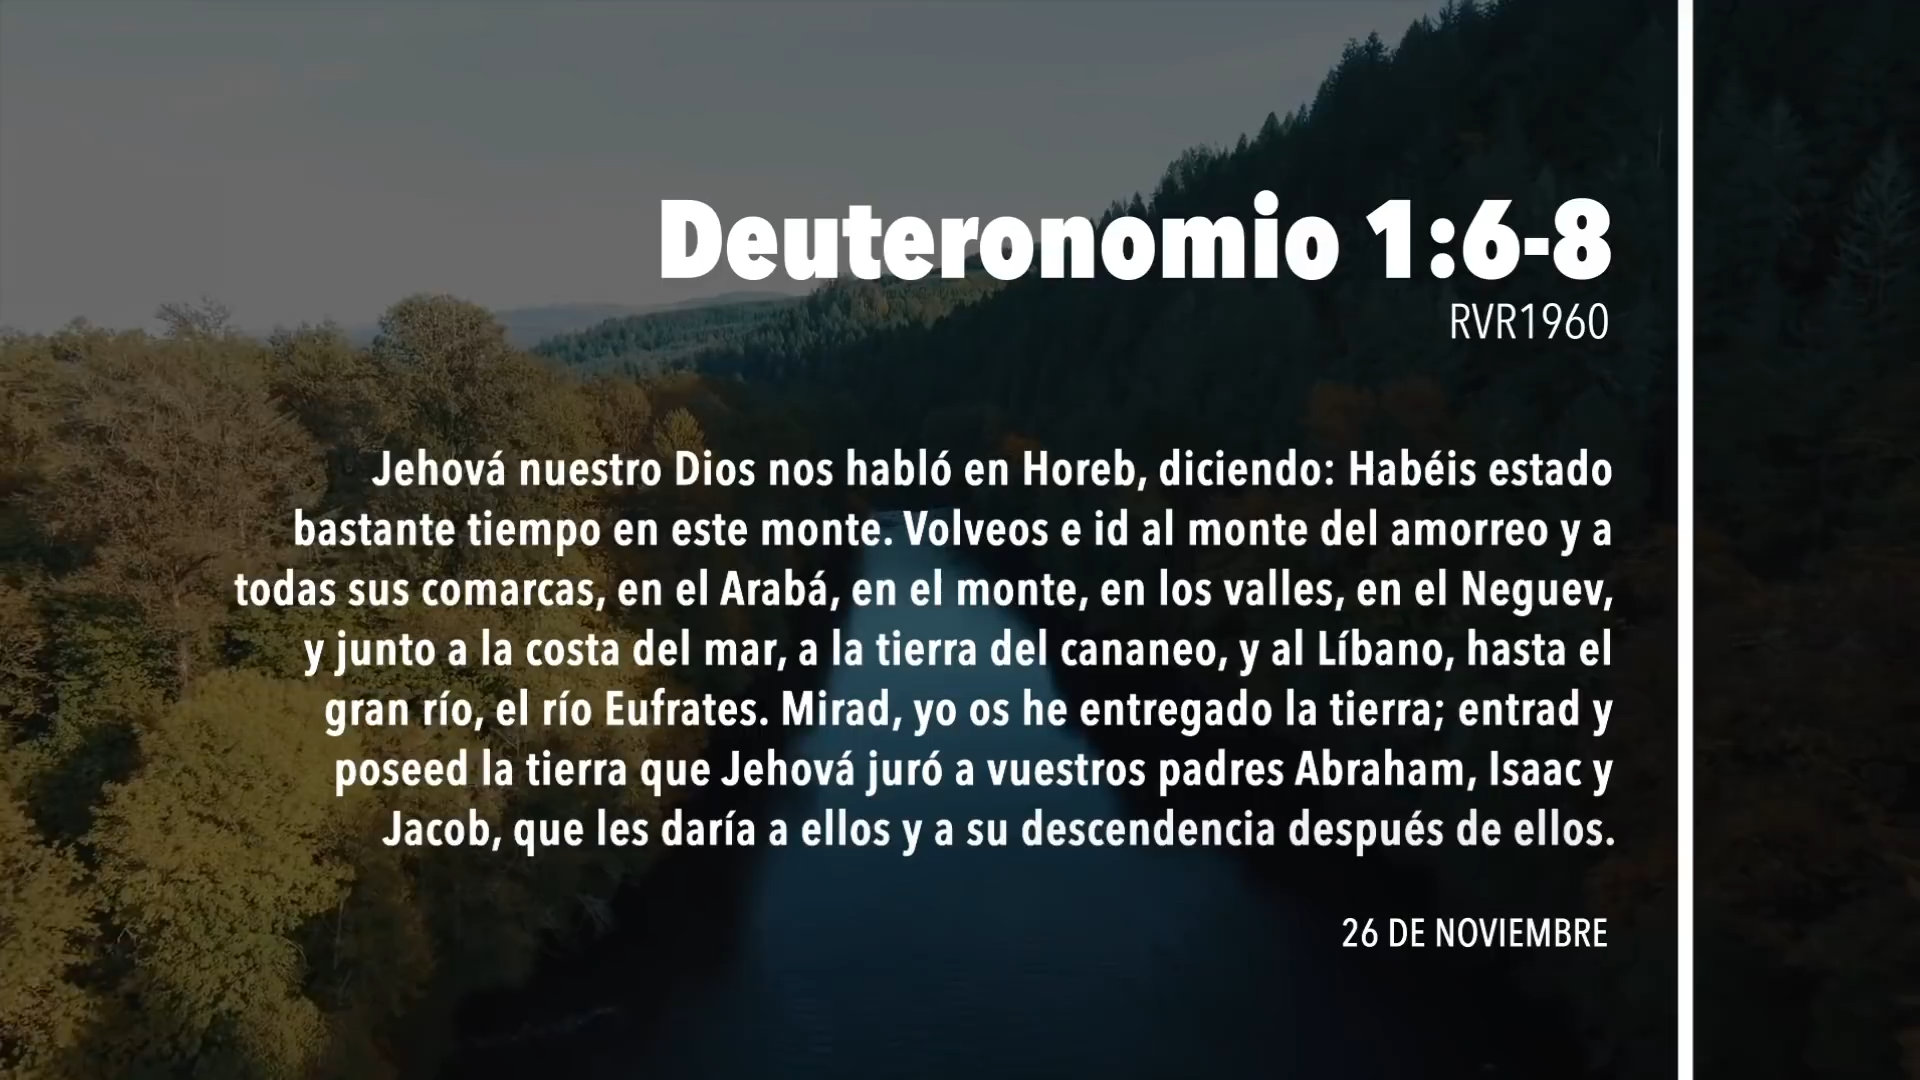 Deuteronomio 1:6-8
RVR1960
Jehová nuestro Dios nos habló en Horeb, diciendo: Habéis estado
bastante tiempo en este monte. Volveos e id al monte del amorreo y a
todas sus comarcas, en el Arabá, en el monte, en los valles, en el Neguev,
y junto a la costa del mar, a la tierra del cananeo, y al Líbano, hasta el
gran río, el río Eufrates. Mirad, yo os he entregado la tierra; entrad y
poseed la tierra que Jehová juró a vuestros padres Abraham, Isaac y
Jacob, que les daría a ellos y a su descendencia después de ellos.
26 DE NOVIEMBRE